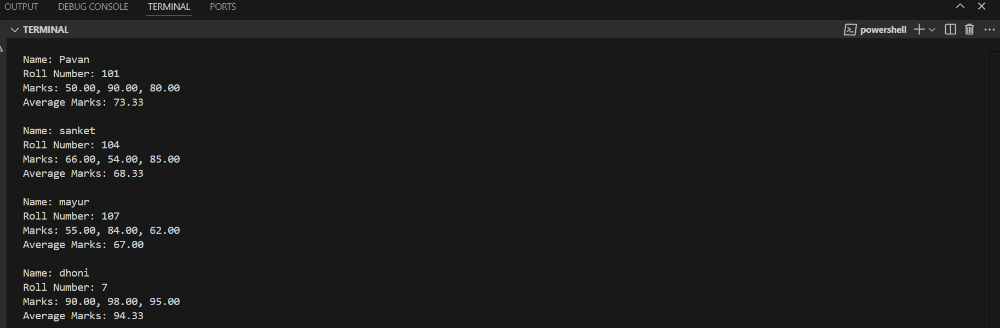 OUTPUT DEBUG CONSOLE TERMINAL PORTS
TERMINAL
powershell
Name: Pavan
Roll Number: 101
Marks: 50.00, 90.00, 80.00
Average Marks: 73.33
Name: sanket
Roll Number: 104
Marks: 66.00, 54.00, 85.00
Average Marks: 68.33
Name: mayur
Roll Number: 107
Marks: 55.00, 84.00, 62.00
Average Marks: 67.00
Name: dhoni
Roll Number: 7
Marks: 90.00, 98.00, 95.00
Average Marks: 94.33